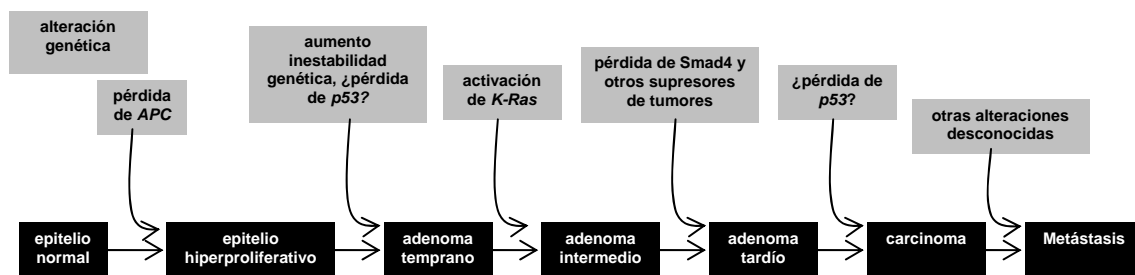 alteración
genética
pérdida
de APC
aumento
inestabilidad
genética, ¿pérdida
de p53?
activación
de K-Ras
pérdida de Smad4 y
otros supresores
de tumores
¿pérdida de
p53?
otras alteraciones
desconocidas
epitelio
normal
epitelio
hiperproliferativo
adenoma
temprano
adenoma
intermedio
adenoma
tardío
carcinoma
Metástasis